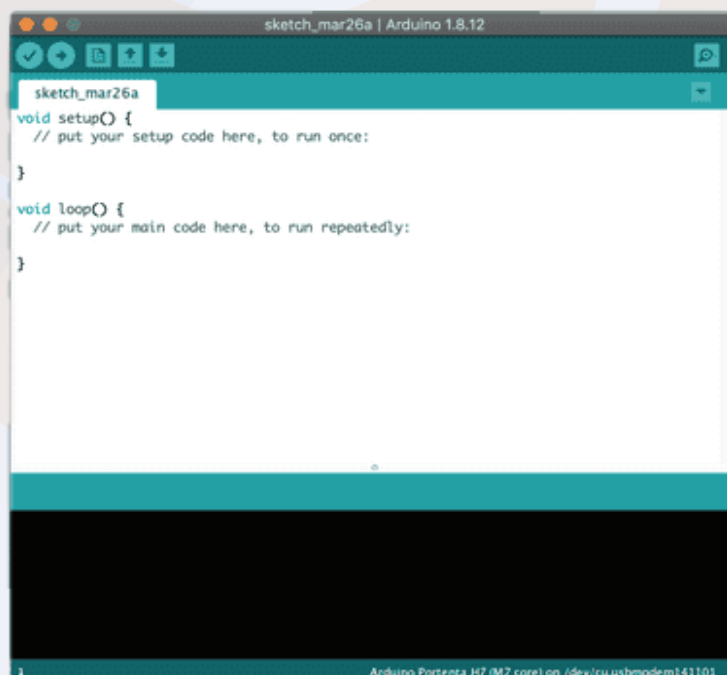 sketch_mar26a | Arduino 1.8.12
sketch_mar26a
void setup() {
  // put your setup code here, to run once:
}
void loop() {
  // put your main code here, to run repeatedly:
}
1
Arduino Portenta H7 (M7 core) on /dev/cu.usbmodem141101